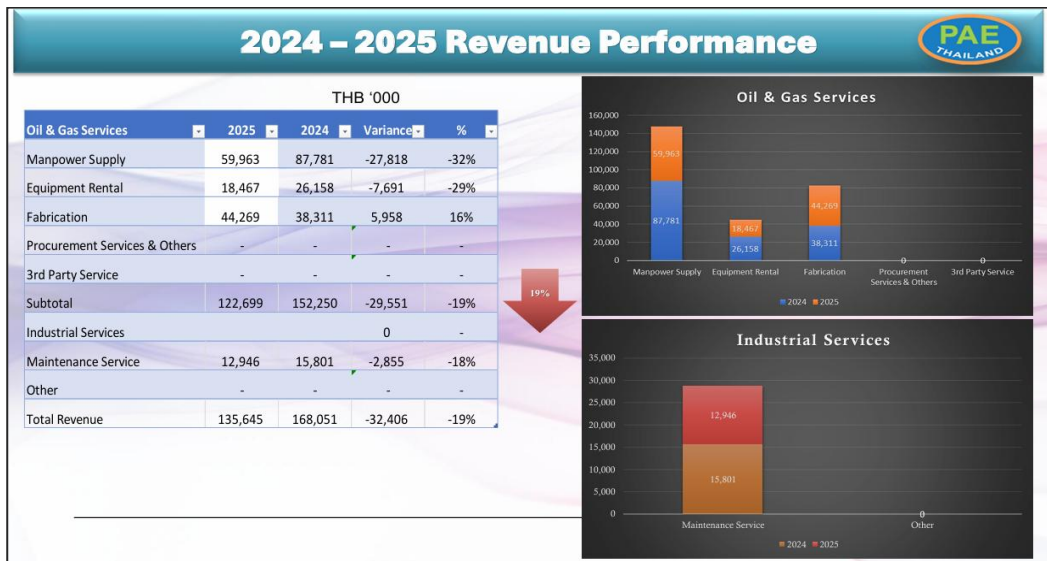 2024 – 2025 Revenue Performance
PAE
THAILAND
THB ‘000
Oil & Gas Services 2025 2024 Variance %
Manpower Supply 59,963 87,781 -27,818 -32%
Equipment Rental 18,467 26,158 -7,691 -29%
Fabrication 44,269 38,311 5,958 16%
Procurement Services & Others - - - -
3rd Party Service - - - -
Subtotal 122,699 152,250 -29,551 -19%
Industrial Services 0 -
Maintenance Service 12,946 15,801 -2,855 -18%
Other - - - -
Total Revenue 135,645 168,051 -32,406 -19%
19%
Oil & Gas Services
160,000
140,000
120,000
100,000
80,000
60,000
40,000
20,000
0
59,963
87,781
18,467
26,158
44,269
38,311
0
0
Manpower Supply
Equipment Rental
Fabrication
Procurement
Services & Others
3rd Party Service
2024 2025
Industrial Services
35,000
30,000
25,000
20,000
15,000
10,000
5,000
0
12,946
15,801
0
Maintenance Service
Other
2024 2025